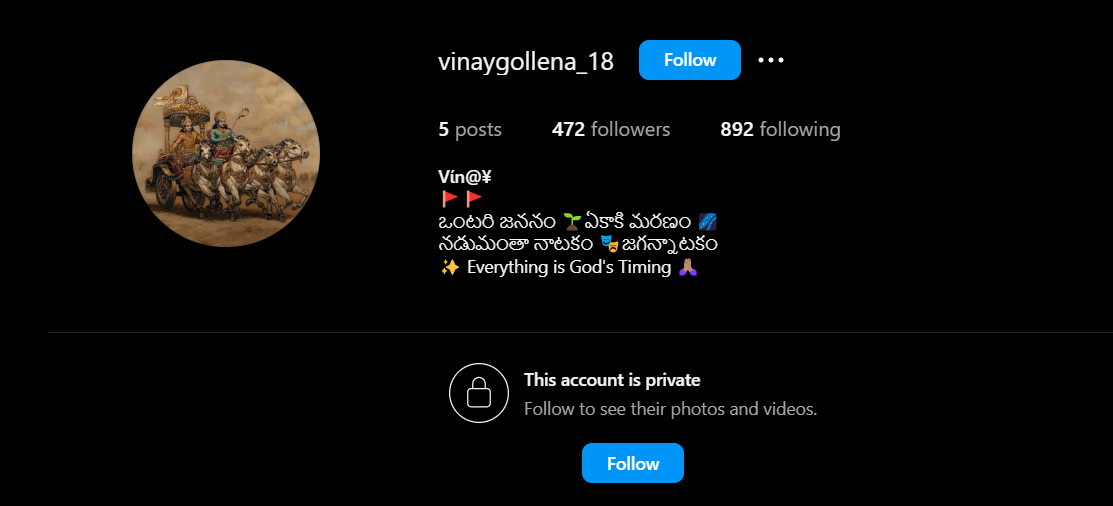 vinaygollena_18 Follow
5 posts 472 followers 892 following
Vin@¥
🚩🚩
ఒంటరి జననం 🌱ఏకాకి మరణం 🌌
నడుమంతా నాటకం 🎭జగన్నాటకం
✨ Everything is God's Timing 🙏🏽
This account is private
Follow to see their photos and videos.
Follow